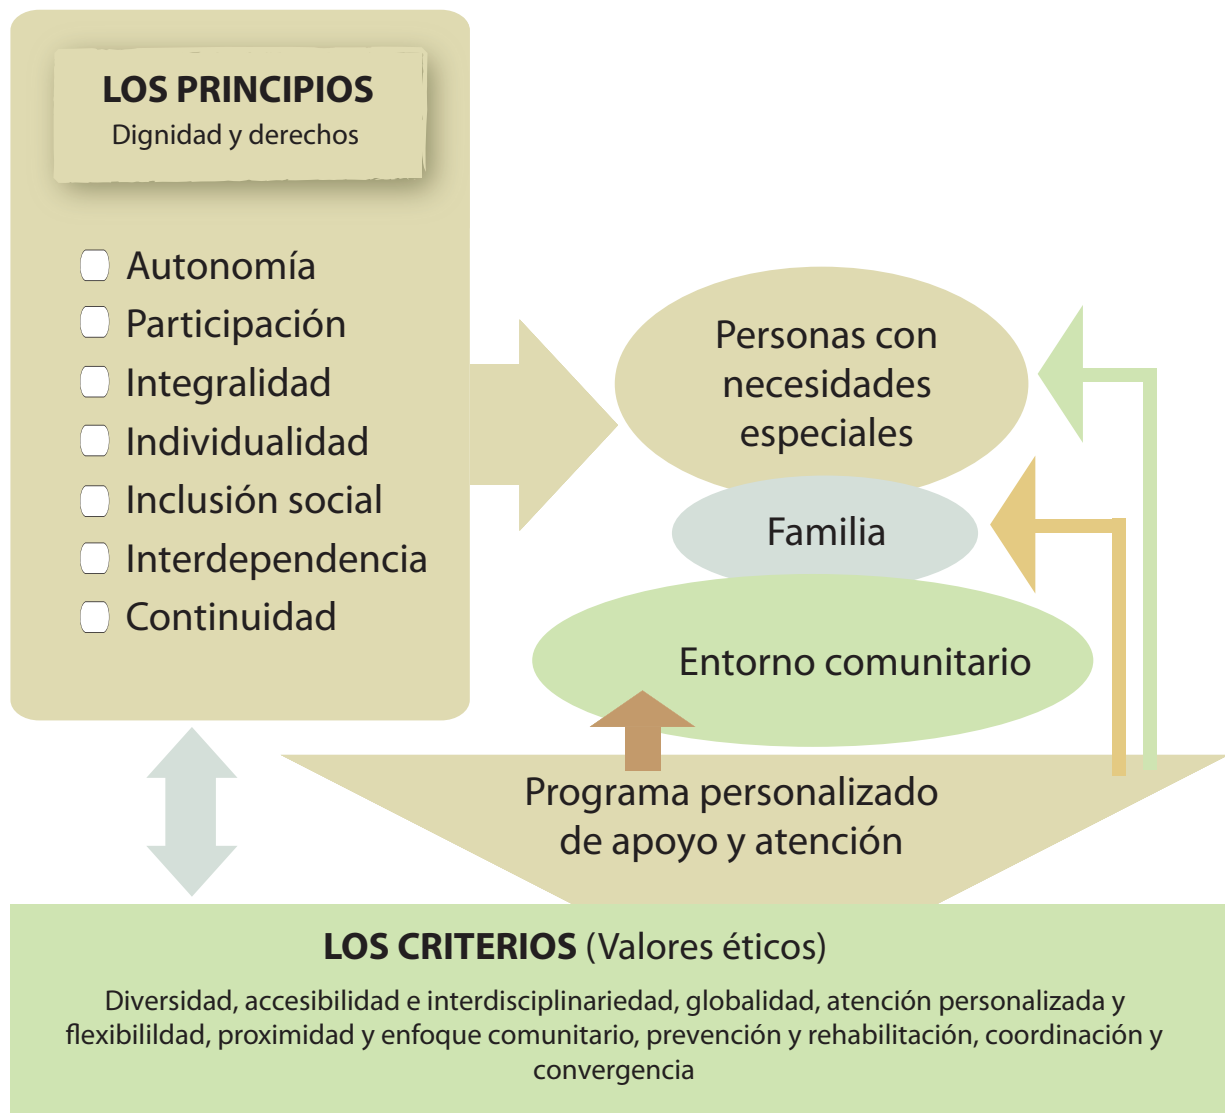 LOS PRINCIPIOS
Dignidad y derechos
Autonomía
Participación
Integralidad
Individualidad
Inclusión social
Interdependencia
Continuidad
Personas con
necesidades
especiales
Familia
Entorno comunitario
Programa personalizado
de apoyo y atención
LOS CRITERIOS (Valores éticos)
Diversidad, accesibilidad e interdisciplinariedad, globalidad, atención personalizada y
flexibilildad, proximidad y enfoque comunitario, prevención y rehabilitación, coordinación y
convergencia